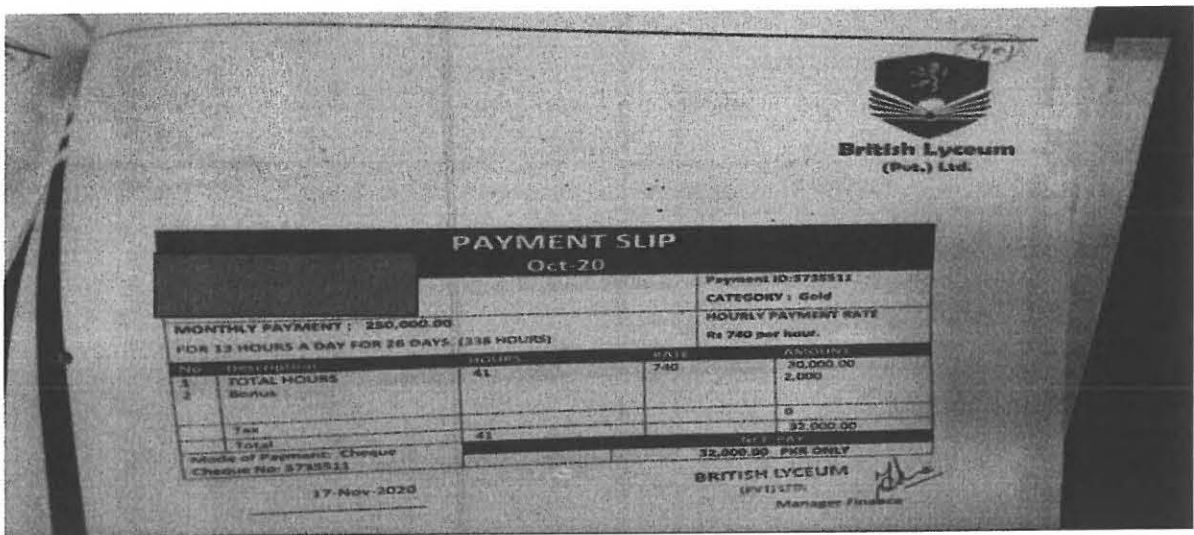 British Lyceum
(Pvt.) Ltd.
PAYMENT SLIP
Oct-20
Payment ID:5735511
CATEGORY : Gold
MONTHLY PAYMENT : 250,000.00
HOURLY PAYMENT RATE
FOR 13 HOURS A DAY FOR 26 DAYS. (338 HOURS)
Rs 740 per hour.
No Description HOURS RATE AMOUNT
1 TOTAL HOURS 41 740 30,000.00
2 Bonus 2,000
Tax 0
Total 41 32,000.00
NET PAY
Mode of Payment: Cheque 32,000.00 PKR ONLY
Cheque No: 5735511
BRITISH LYCEUM
(PVT) LTD.
17-Nov-2020
Manager Finance